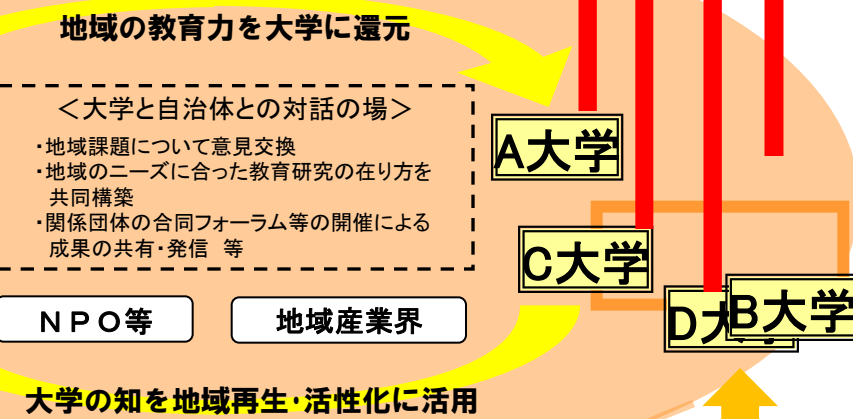 地域の教育力を大学に還元
＜大学と自治体との対話の場＞
・地域課題について意見交換
・地域のニーズに合った教育研究の在り方を
共同構築
・関係団体の合同フォーラム等の開催による
成果の共有・発信　等
A大学
C大学
D大
B大学
ＮＰＯ等
地域産業界
大学の知を地域再生・活性化に活用